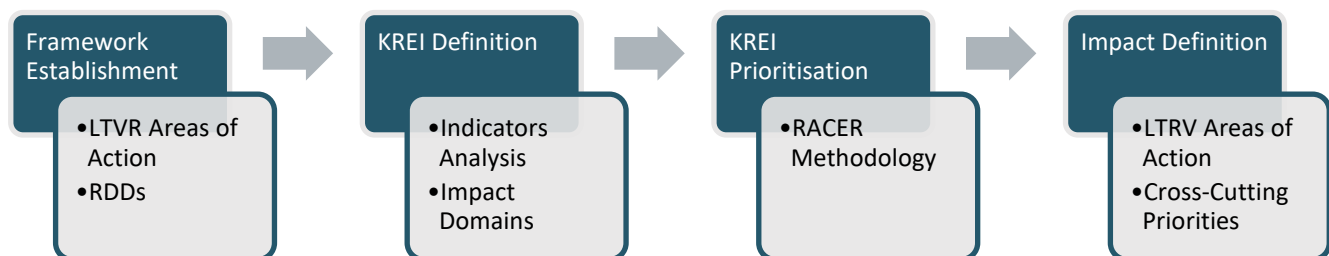 Framework
Establishment
•LTVR Areas of
Action
•RDDs
KREI Definition
•Indicators
Analysis
•Impact
Domains
KREI
Prioritisation
•RACER
Methodology
Impact Definition
•LTRV Areas of
Action
•Cross-Cutting
Priorities